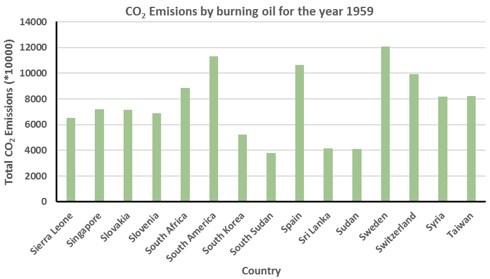 CO₂ Emisions by burning oil for the year 1959
Total CO₂ Emissions (*10000)
14000
12000
10000
8000
6000
4000
2000
0
Sierra Leone
Singapore
Slovakia
Slovenia
South Africa
South America
South Korea
South Sudan
Spain
Sri Lanka
Sudan
Sweden
Switzerland
Syria
Taiwan
Country